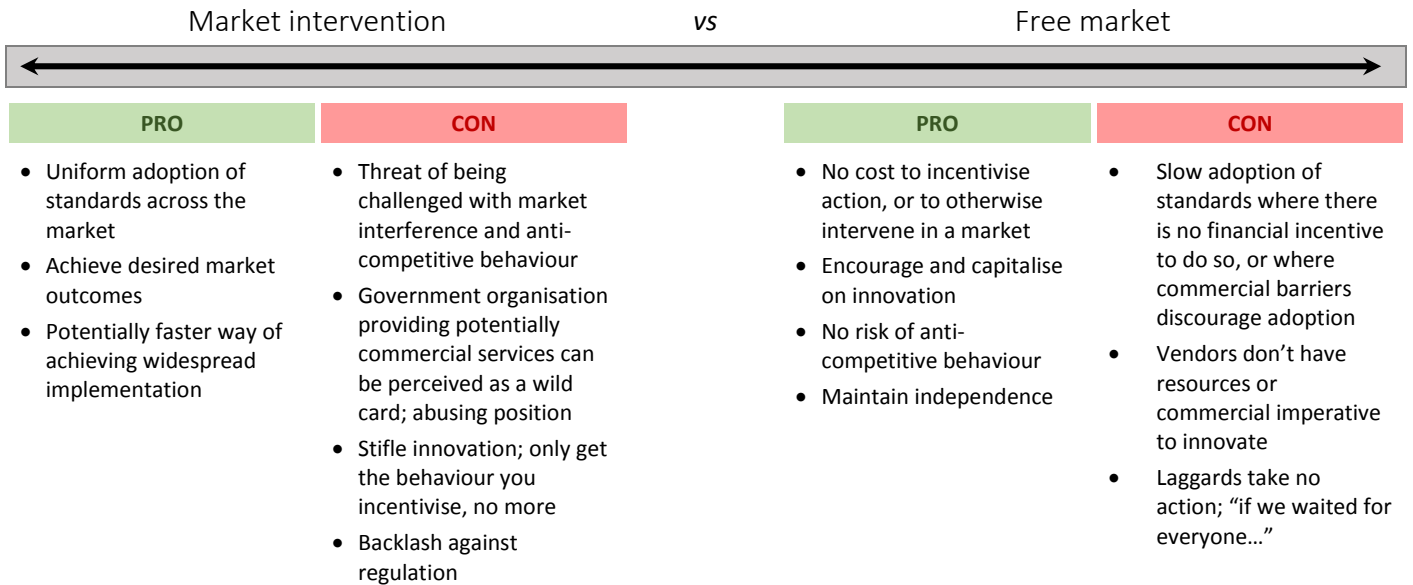 Market intervention vs Free market
PRO
• Uniform adoption of
standards across the
market
• Achieve desired market
outcomes
• Potentially faster way of
achieving widespread
implementation
CON
• Threat of being
challenged with market
interference and anti-
competitive behaviour
• Government organisation
providing potentially
commercial services can
be perceived as a wild
card; abusing position
• Stifle innovation; only get
the behaviour you
incentivise, no more
• Backlash against
regulation
PRO
• No cost to incentivise
action, or to otherwise
intervene in a market
• Encourage and capitalise
on innovation
• No risk of anti-
competitive behaviour
• Maintain independence
CON
• Slow adoption of
standards where there
is no financial incentive
to do so, or where
commercial barriers
discourage adoption
• Vendors don’t have
resources or
commercial imperative
to innovate
• Laggards take no
action; “if we waited for
everyone…”